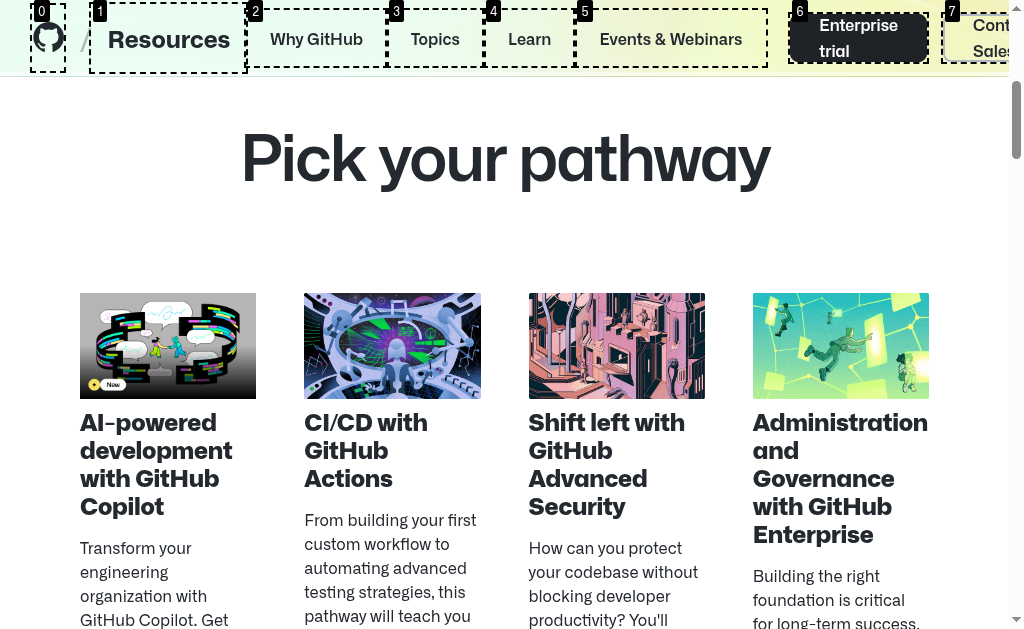 / Resources
Why GitHub
Topics
Learn
Events & Webinars
Enterprise
trial
Cont
Sales
0
1
2
3
4
5
6
7
Pick your pathway
New
AI-powered
development
with GitHub
Copilot
Transform your
engineering
organization with
GitHub Copilot. Get
CI/CD with
GitHub
Actions
From building your first
custom workflow to
automating advanced
testing strategies, this
pathway will teach you
Shift left with
GitHub
Advanced
Security
How can you protect
your codebase without
blocking developer
productivity? You'll
Administration
and
Governance
with GitHub
Enterprise
Building the right
foundation is critical
for long-term success.